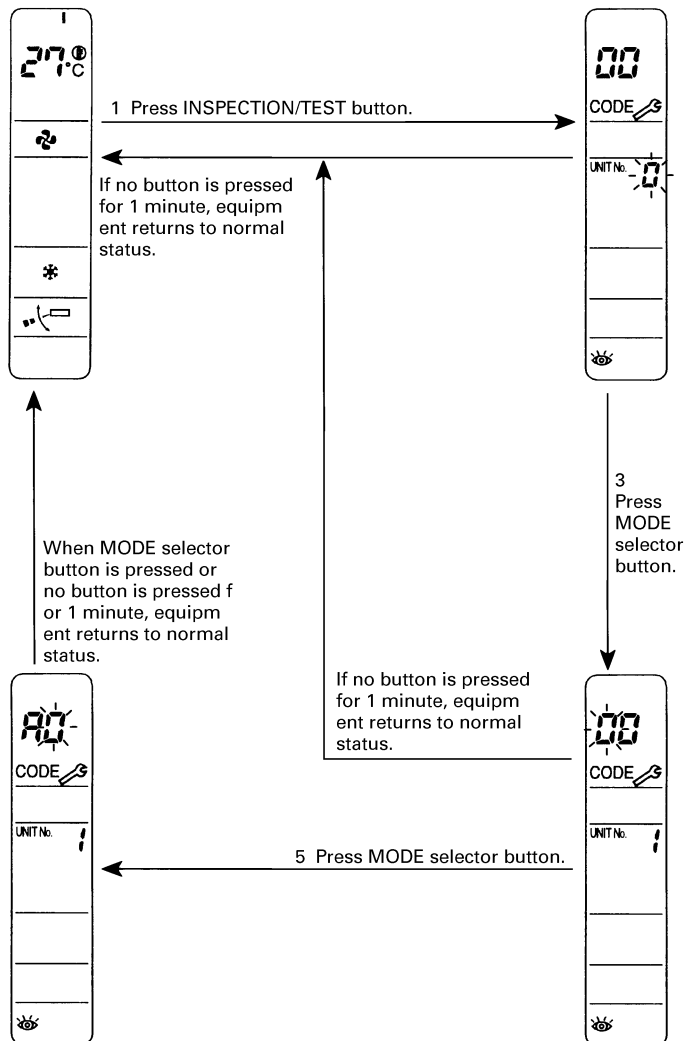 27°C
1 Press INSPECTION/TEST button.
If no button is pressed
for 1 minute, equipm
ent returns to normal
status.
00
CODE
UNIT No. 0
3
Press
MODE
selector
button.
00
CODE
UNIT No. 1
If no button is pressed
for 1 minute, equipm
ent returns to normal
status.
5 Press MODE selector button.
A0
CODE
UNIT No. 1
When MODE selector
button is pressed or
no button is pressed f
or 1 minute, equipm
ent returns to normal
status.